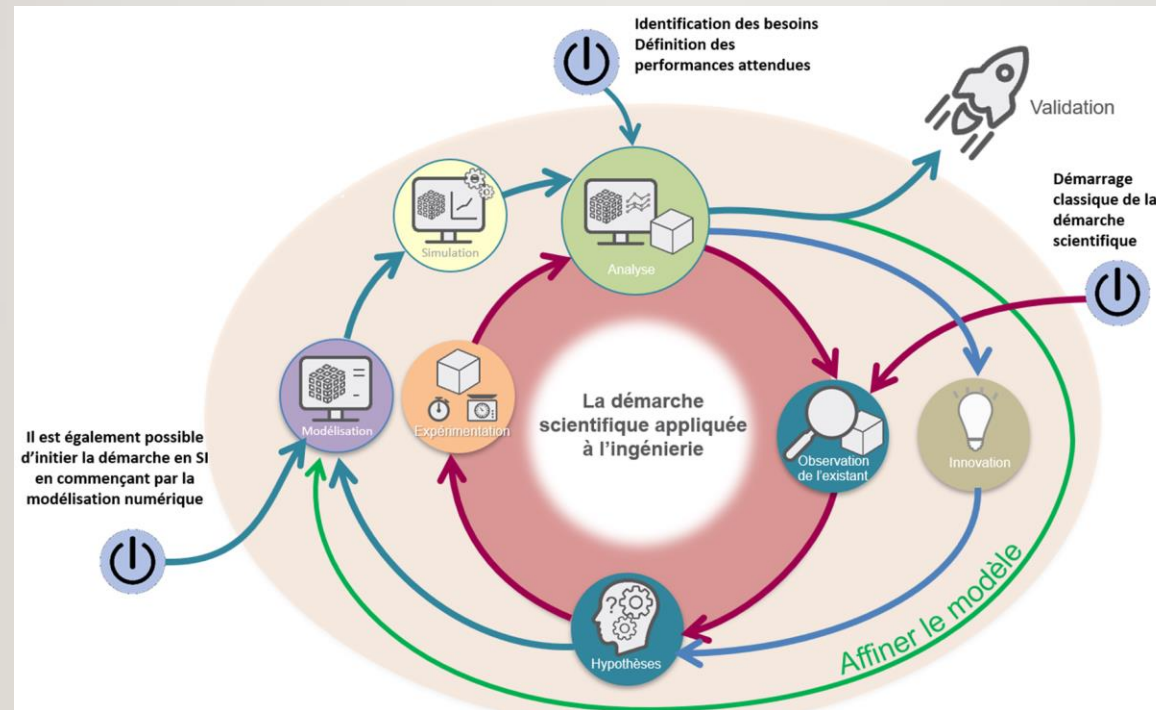 Identification des besoins
Définition des
performances attendues
Validation
Démarrage
classique de la
démarche
scientifique
Simulation
Analyse
Modélisation
Expérimentation
La démarche
scientifique appliquée
à l'ingénierie
Observation
de l'existant
Innovation
Il est également possible
d'initier la démarche en SI
en commençant par la
modélisation numérique
Hypothèses
Affiner le modèle